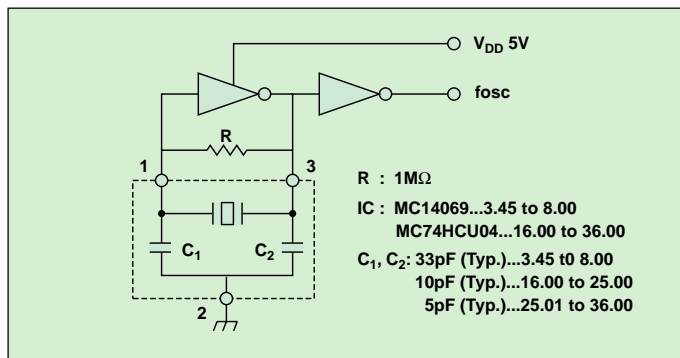 V_DD 5V
fosc
R
1
3
C₁
C₂
2
R : 1MΩ
IC : MC14069...3.45 to 8.00
MC74HCU04...16.00 to 36.00
C₁, C₂: 33pF (Typ.)...3.45 to 8.00
10pF (Typ.)...16.00 to 25.00
5pF (Typ.)...25.01 to 36.00